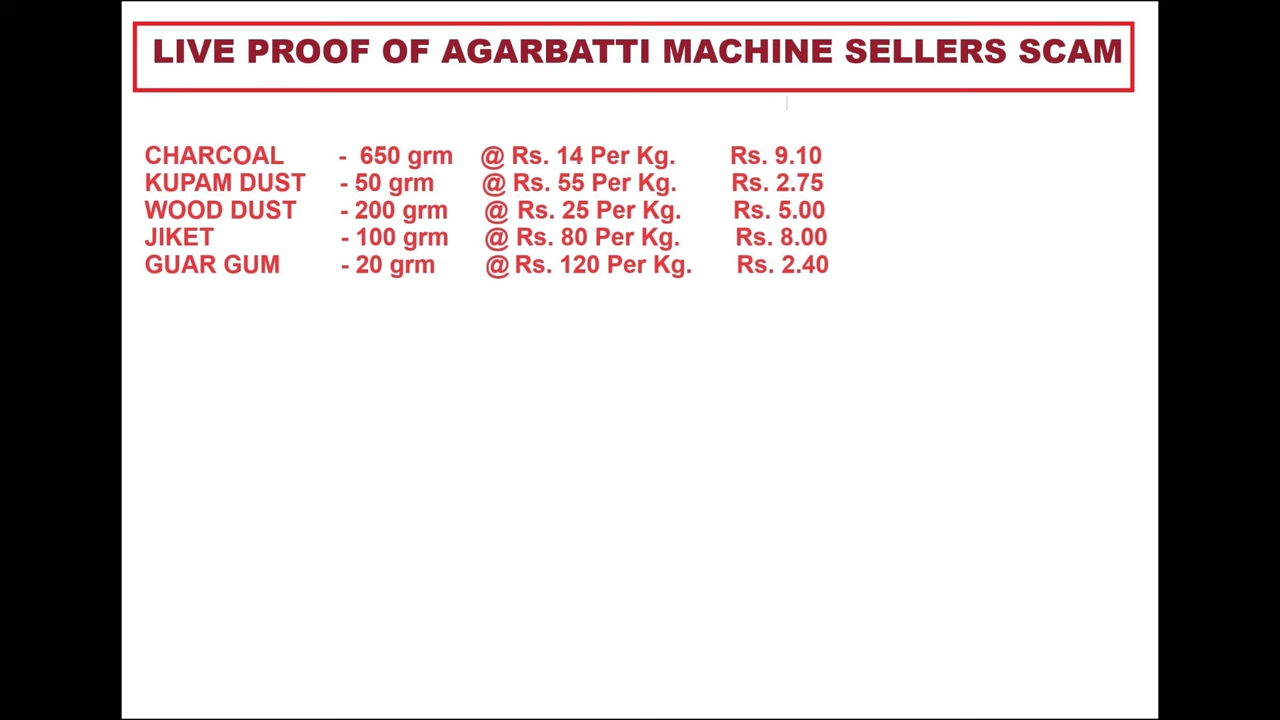 LIVE PROOF OF AGARBATTI MACHINE SELLERS SCAM
CHARCOAL - 650 grm @ Rs. 14 Per Kg. Rs. 9.10
KUPAM DUST - 50 grm @ Rs. 55 Per Kg. Rs. 2.75
WOOD DUST - 200 grm @ Rs. 25 Per Kg. Rs. 5.00
JIKET - 100 grm @ Rs. 80 Per Kg. Rs. 8.00
GUAR GUM - 20 grm @ Rs. 120 Per Kg. Rs. 2.40